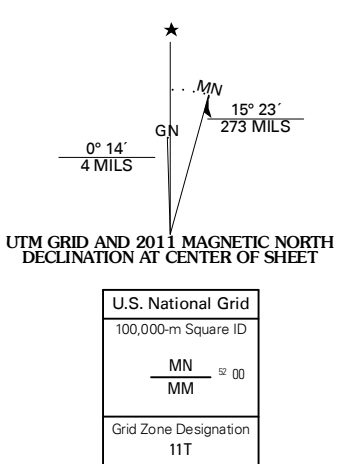 ★
MN
15° 23´
273 MILS
GN
0° 14´
4 MILS
UTM GRID AND 2011 MAGNETIC NORTH
DECLINATION AT CENTER OF SHEET
U.S. National Grid
100,000-m Square ID
MN
52 00
MM
Grid Zone Designation
11T